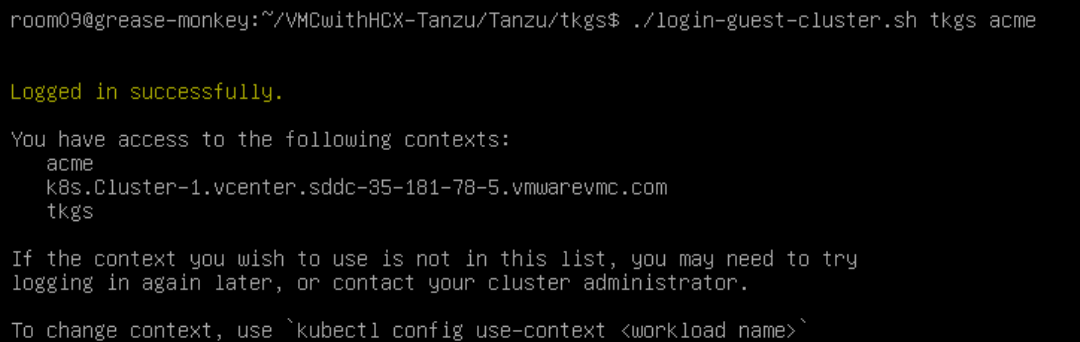 room09@grease-monkey:~/VMCwithHCX-Tanzu/Tanzu/tkgs$ ./login-guest-cluster.sh tkgs acme
Logged in successfully.
You have access to the following contexts:
acme
k8s.Cluster-1.vcenter.sddc-35-181-78-5.vmwarevmc.com
tkgs
If the context you wish to use is not in this list, you may need to try
logging in again later, or contact your cluster administrator.
To change context, use `kubectl config use-context <workload name>`